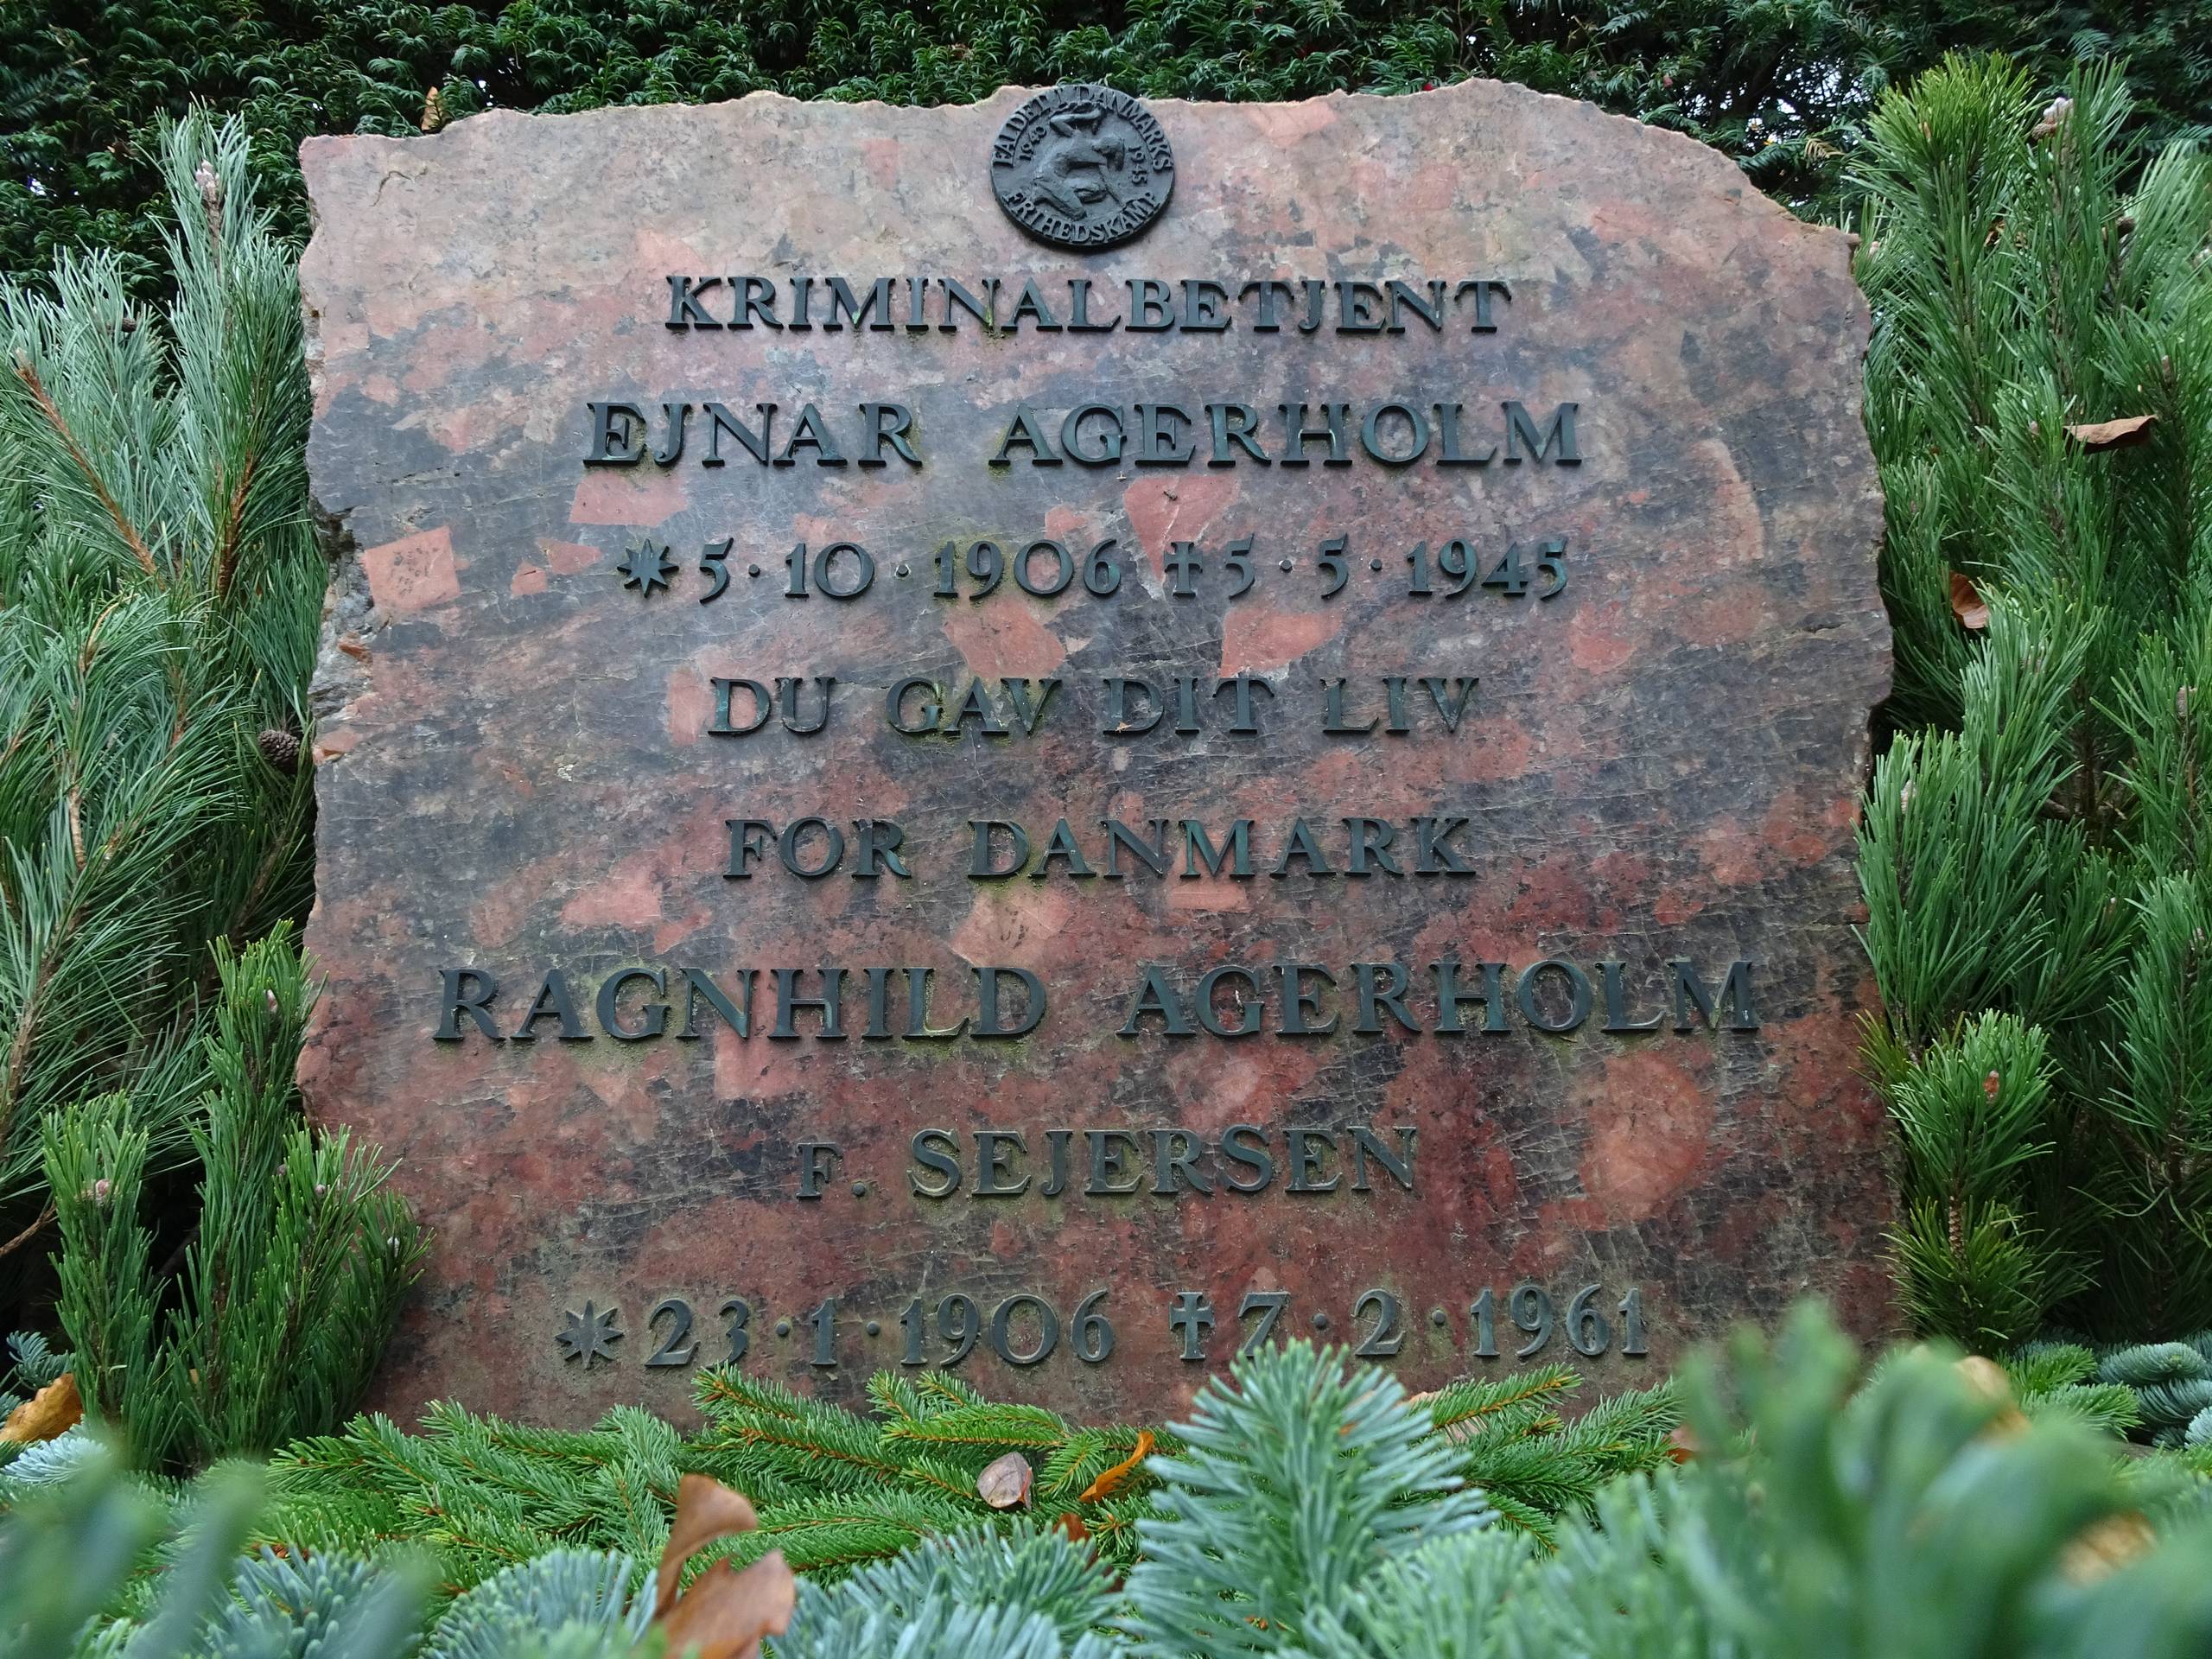 FALDET I DANMARKS
1940 1945
FRIHEDSKAMP
KRIMINALBETJENT
EJNAR AGERHOLM
✴5·10·1906 ✝5·5·1945
DU GAV DIT LIV
FOR DANMARK
RAGNHILD AGERHOLM
F. SEJERSEN
✴23·1·1906 ✝7·2·1961